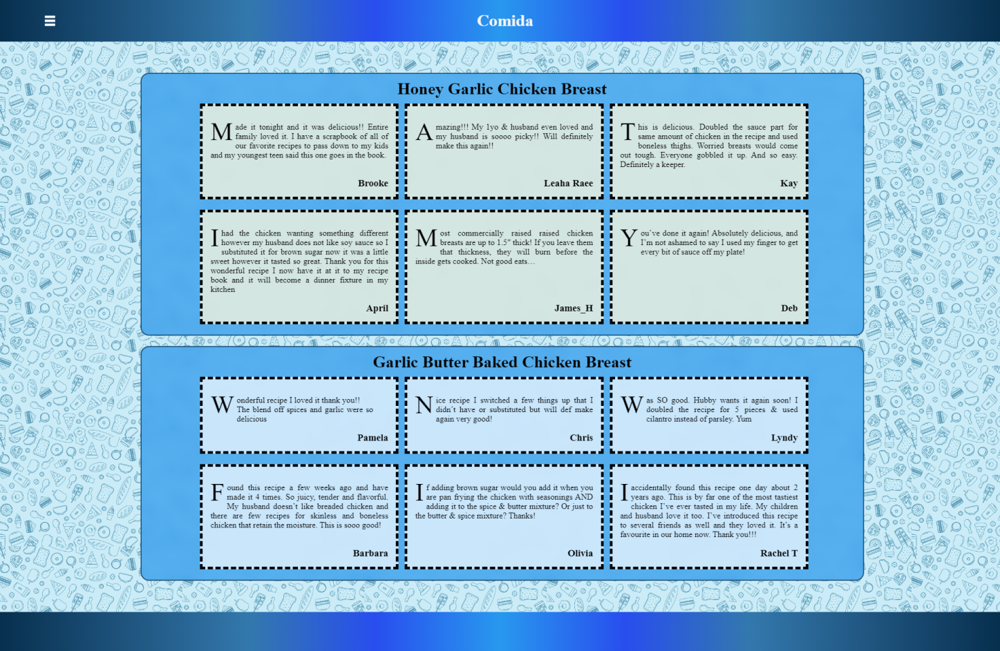 Comida
Honey Garlic Chicken Breast
Made it tonight and it was delicious!! Entire
family loved it. I have a scrapbook of all of
our favorite recipes to pass down to my kids
and my youngest teen said this one goes in the book.
Brooke
Amazing!!! My 1yo & husband even loved and
my husband is soooo picky!! Will definitely
make this again!!
Leaha Raee
This is delicious. Doubled the sauce part for
same amount of chicken in the recipe and used
boneless thighs. Worried breasts would come
out tough. Everyone gobbled it up. And so easy.
Definitely a keeper.
Kay
I had the chicken wanting something different
however my husband does not like soy sauce so I
substituted it for brown sugar now it was a little
sweet however it tasted so great. Thank you for this
wonderful recipe I now have it at it to my recipe
book and it will become a dinner fixture in my
kitchen
April
Most commercially raised raised chicken
breasts are up to 1.5″ thick! If you leave them
that thickness, they will burn before the
inside gets cooked. Not good eats…
James_H
You’ve done it again! Absolutely delicious, and
I’m not ashamed to say I used my finger to get
every bit of sauce off my plate!
Deb
Garlic Butter Baked Chicken Breast
Wonderful recipe I loved it thank you!!
The blend off spices and garlic were so
delicious
Pamela
Nice recipe I switched a few things up that I
didn’t have or substituted but will def make
again very good!
Chris
Was SO good. Hubby wants it again soon! I
doubled the recipe for 5 pieces & used
cilantro instead of parsley. Yum
Lyndy
Found this recipe a few weeks ago and have
made it 4 times. So juicy, tender and flavorful.
My husband doesn’t like breaded chicken and
there are few recipes for skinless and boneless
chicken that retain the moisture. This is sooo good!
Barbara
If adding brown sugar would you add it when you
are pan frying the chicken with seasonings AND
adding it to the spice & butter mixture? Or just to
the butter & spice mixture? Thanks!
Olivia
I accidentally found this recipe one day about 2
years ago. This is by far one of the most tastiest
chicken I’ve ever tasted in my life. My children
and husband love it too. I’ve introduced this recipe
to several friends as well and they loved it. It’s a
favourite in our home now. Thank you!!!
Rachel T